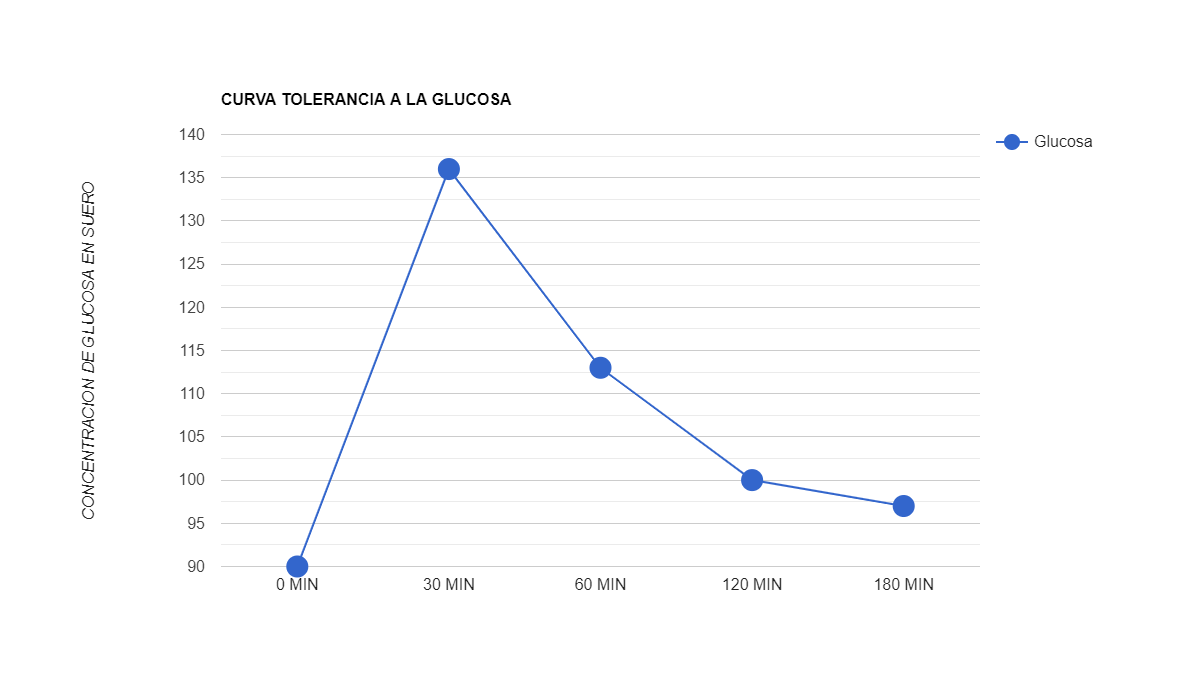 CURVA TOLERANCIA A LA GLUCOSA
CONCENTRACION DE GLUCOSA EN SUERO
140
135
130
125
120
115
110
105
100
95
90
0 MIN
30 MIN
60 MIN
120 MIN
180 MIN
Glucosa